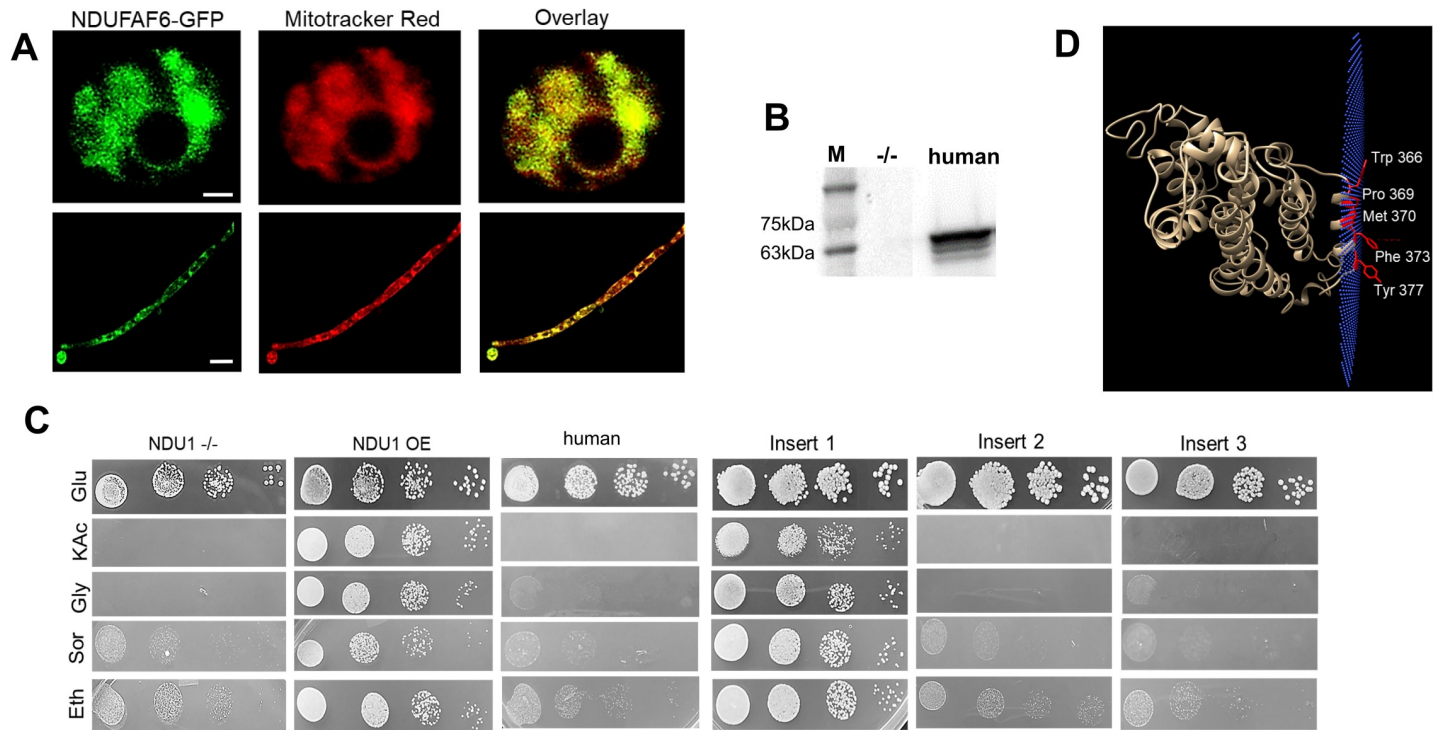 A
NDUFAF6-GFP
Mitotracker Red
Overlay
B
M
-/-
human
75kDa
63kDa
D
Trp 366
Pro 369
Met 370
Phe 373
Tyr 377
C
NDU1 -/-
NDU1 OE
human
Insert 1
Insert 2
Insert 3
Glu
KAc
Gly
Sor
Eth